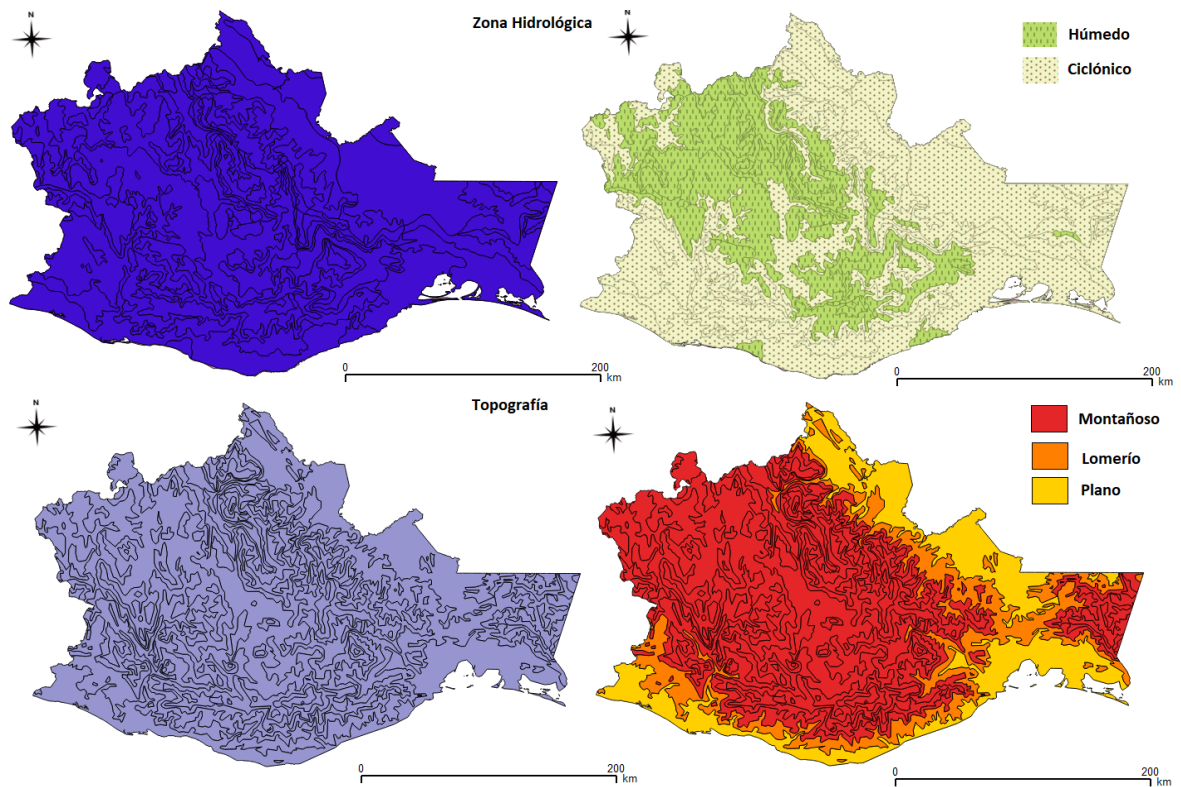 N
Zona Hidrológica
N
Húmedo
Ciclónico
0
200
km
0
200
km
N
Topografía
N
Montañoso
Lomerío
Plano
0
200
km
0
200
km